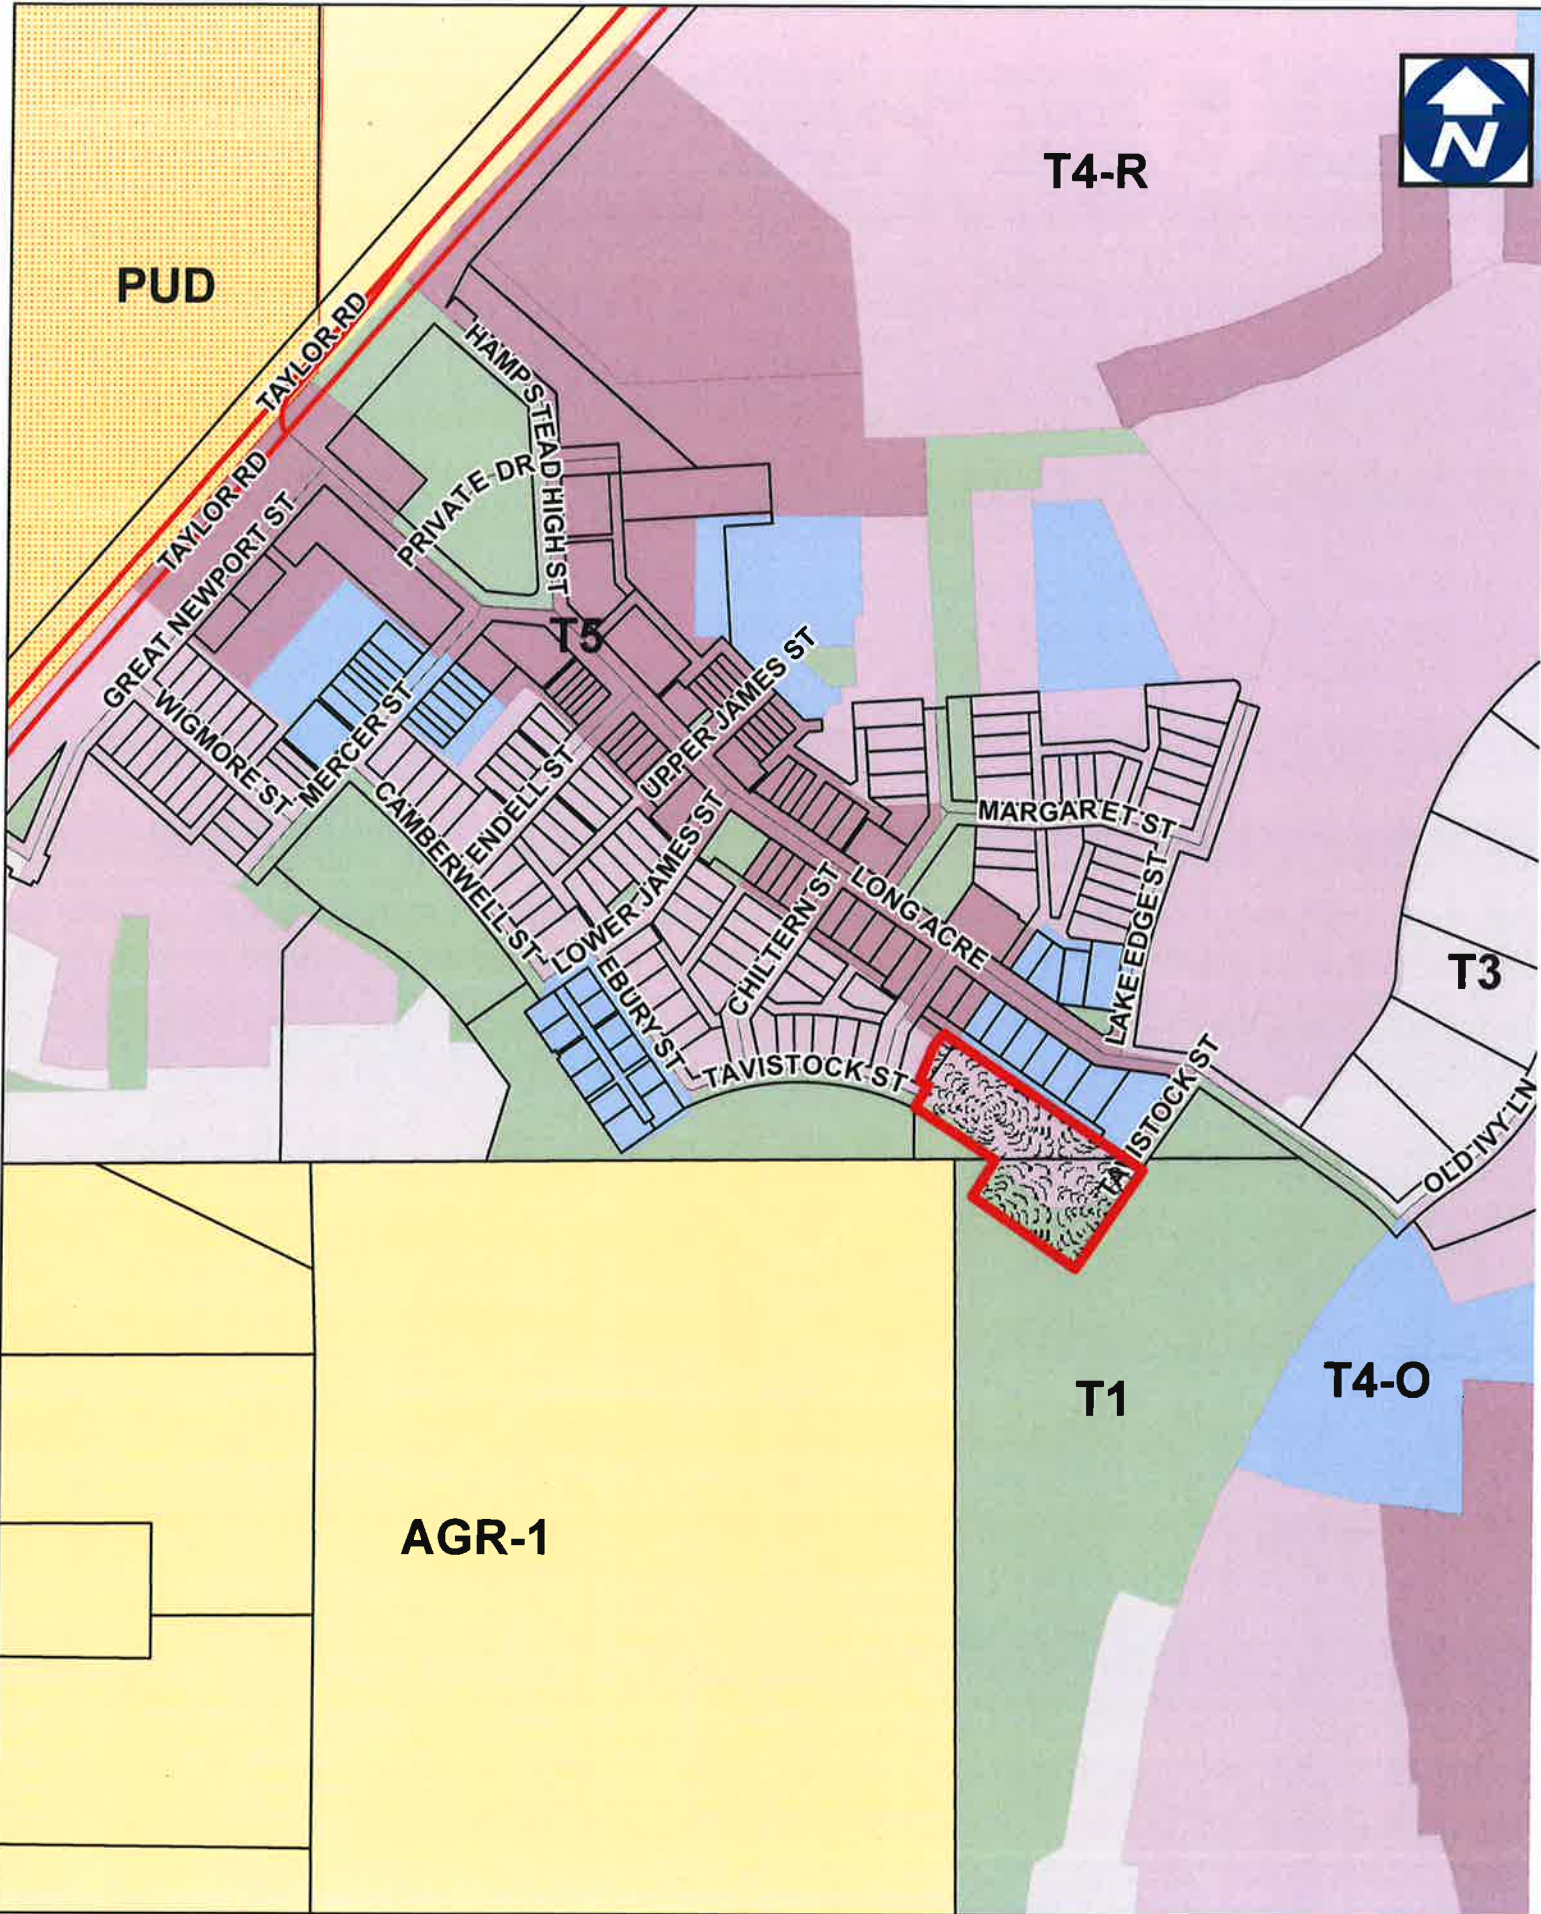 N
T4-R
PUD
TAYLOR RD
HAMPSTEAD HIGH ST
TAYLOR RD
PRIVATE DR
GREAT NEWPORT ST
T5
WIGMORE ST
MERCER ST
UPPER JAMES ST
ENDELL ST
CAMBERWELL ST
LOWER JAMES ST
MARGARET ST
LONG ACRE
CHILTERN ST
LAKE EDGE ST
EBURY ST
T3
TAVISTOCK ST
TAVISTOCK ST
OLD IVY LN
T1
T4-O
AGR-1